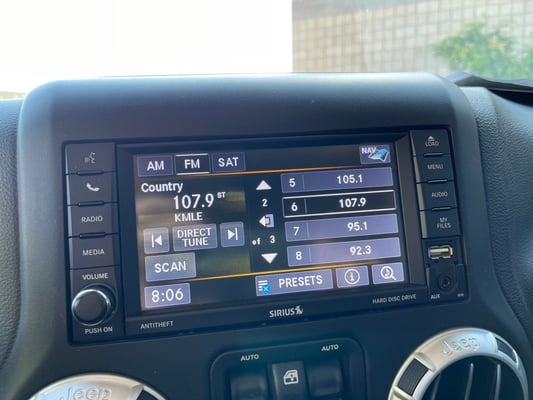 AM FM SAT
NAV
LOAD
Country
107.9 ST
KMLE
DIRECT
TUNE
SCAN
8:06
2
of 3
5 105.1
6 107.9
7 95.1
8 92.3
PRESETS
RADIO
MEDIA
VOLUME
PUSH ON
MENU
AUDIO
MY
FILES
AUX
ANTITHEFT
SIRIUS
HARD DISC DRIVE
AUTO
AUTO
Jeep
Jeep